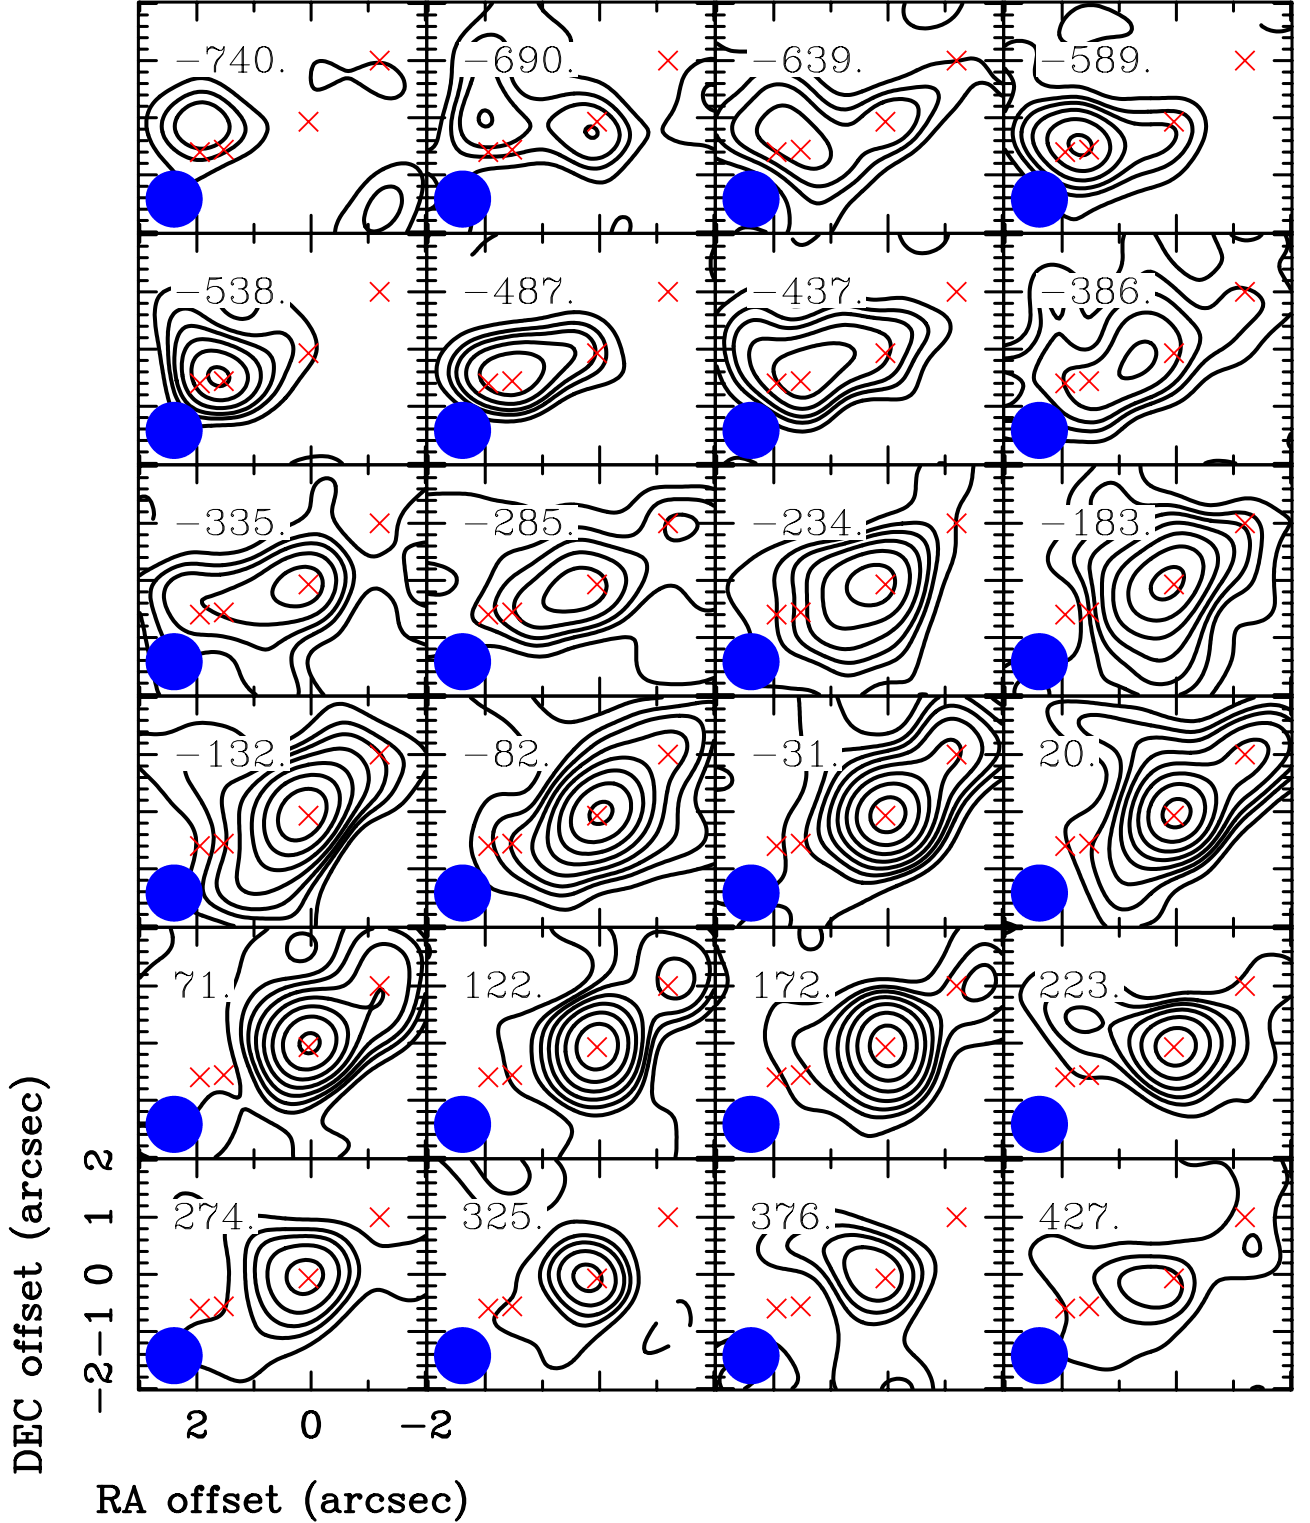 −740. −690. −639. −589.
−538. −487. −437. −386.
−335. −285. −234. −183.
−132. −82. −31. 20.
71. 122. 172. 223.
274. 325. 376. 427.
DEC offset (arcsec)
2
1
0
−1
−2
2 0 −2
RA offset (arcsec)